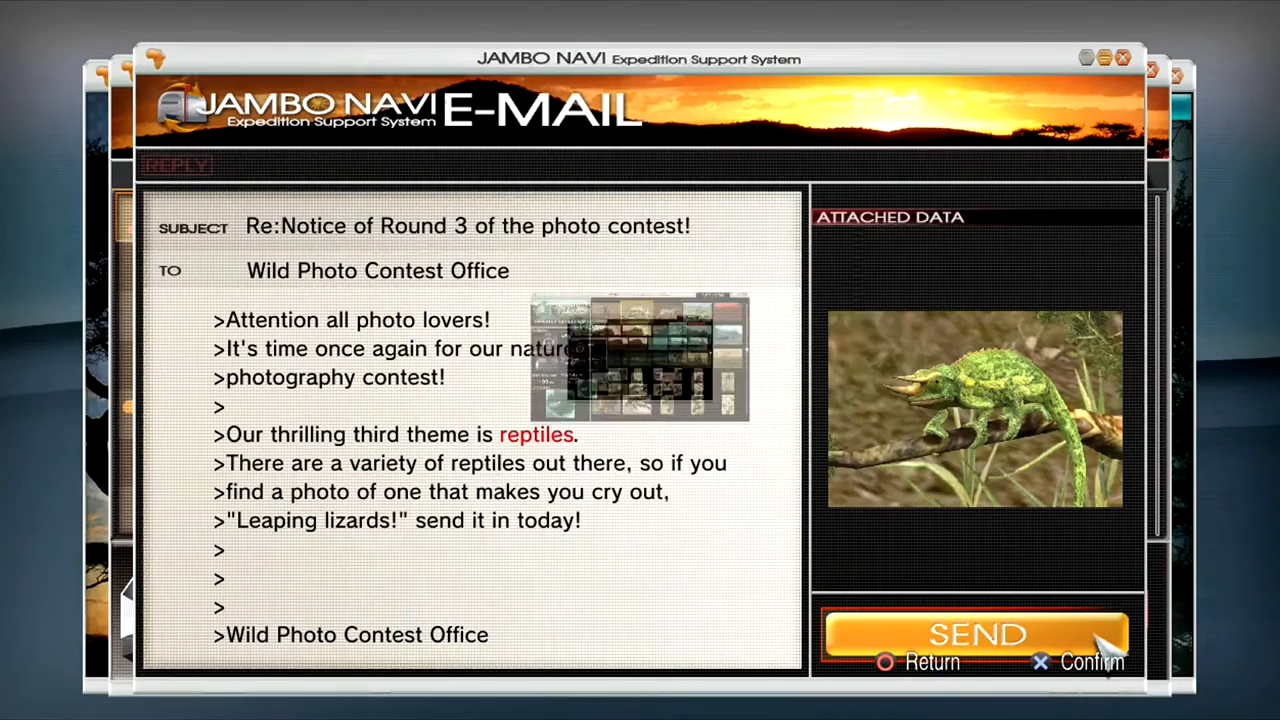 JAMBO NAVI Expedition Support System
JAMBO NAVI E-MAIL
Expedition Support System
REPLY
SUBJECT Re:Notice of Round 3 of the photo contest!
TO Wild Photo Contest Office
>Attention all photo lovers!
>It's time once again for our nature
>photography contest!
>
>Our thrilling third theme is reptiles.
>There are a variety of reptiles out there, so if you
>find a photo of one that makes you cry out,
>"Leaping lizards!" send it in today!
>
>
>
>Wild Photo Contest Office
ATTACHED DATA
SEND
Return
Confirm